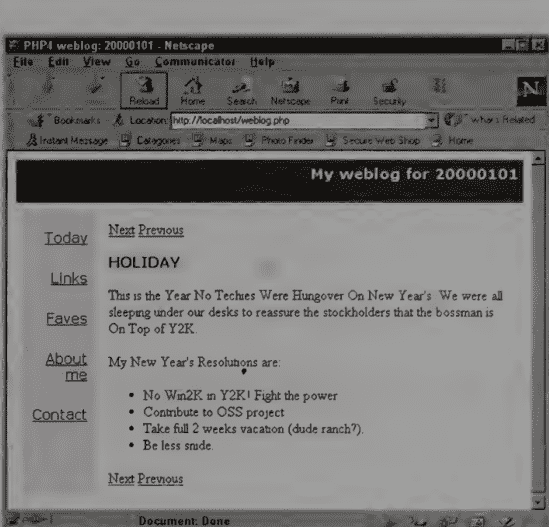 PHP4 weblog: 20000101 - Netscape
File Edit View Go Communicator Help
Reload Home Search Netscape Print Security
N
Bookmarks Location: http://localhost/weblog.php What's Related
Instant Message Categories Maps Photo Finder Secure Web Shop Home
My weblog for 20000101
Today
Links
Faves
About
me
Contact
Next Previous
HOLIDAY
This is the Year No Techies Were Hungover On New Year's. We were all
sleeping under our desks to reassure the stockholders that the bossman is
On Top of Y2K.
My New Year's Resolutions are:
• No Win2K in Y2K! Fight the power
• Contribute to OSS project
• Take full 2 weeks vacation (dude ranch?).
• Be less snide.
Next Previous
Document: Done